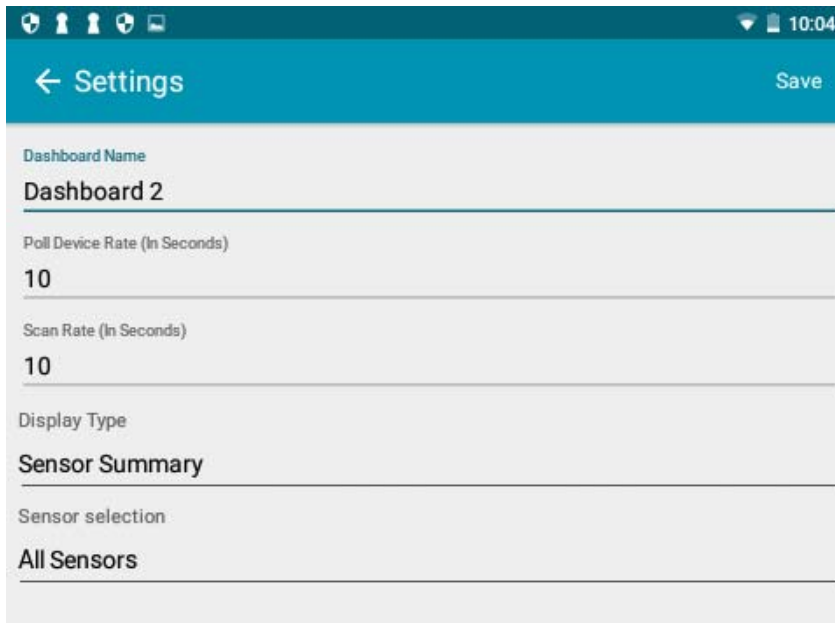 10:04
Settings
Save
Dashboard Name
Dashboard 2
Poll Device Rate (In Seconds)
10
Scan Rate (In Seconds)
10
Display Type
Sensor Summary
Sensor selection
All Sensors